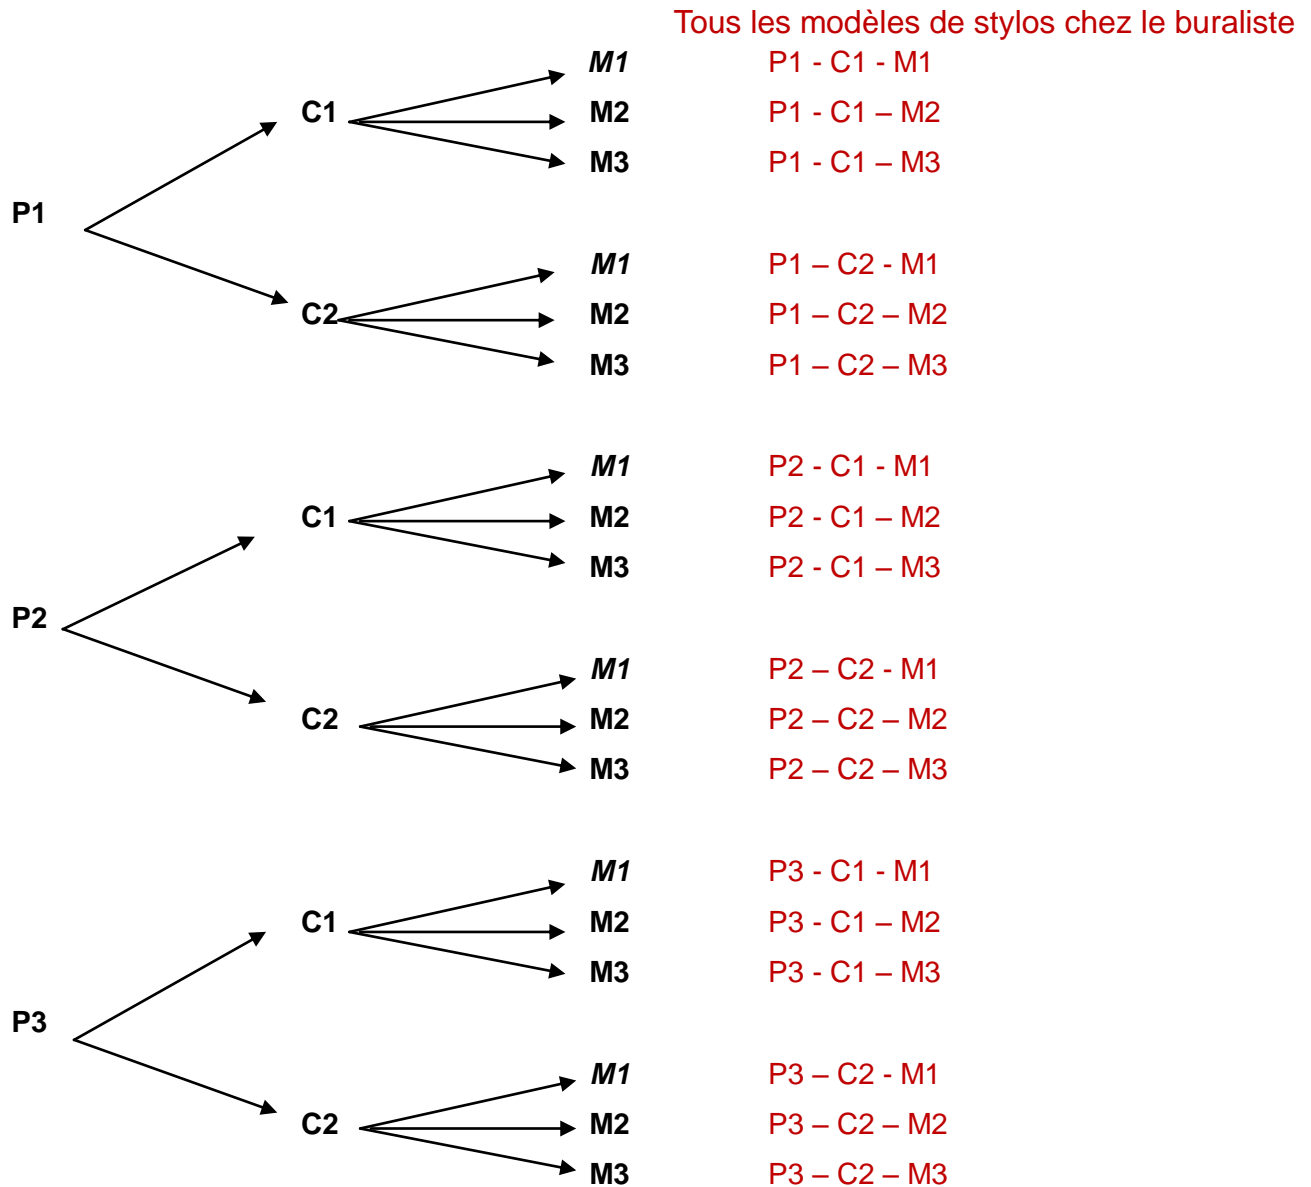 Tous les modèles de stylos chez le buraliste
M1 P1 - C1 - M1
C1 M2 P1 - C1 – M2
M3 P1 - C1 – M3
P1
M1 P1 – C2 - M1
C2 M2 P1 – C2 – M2
M3 P1 – C2 – M3
M1 P2 - C1 - M1
C1 M2 P2 - C1 – M2
M3 P2 - C1 – M3
P2
M1 P2 – C2 - M1
C2 M2 P2 – C2 – M2
M3 P2 – C2 – M3
M1 P3 - C1 - M1
C1 M2 P3 - C1 – M2
M3 P3 - C1 – M3
P3
M1 P3 – C2 - M1
C2 M2 P3 – C2 – M2
M3 P3 – C2 – M3